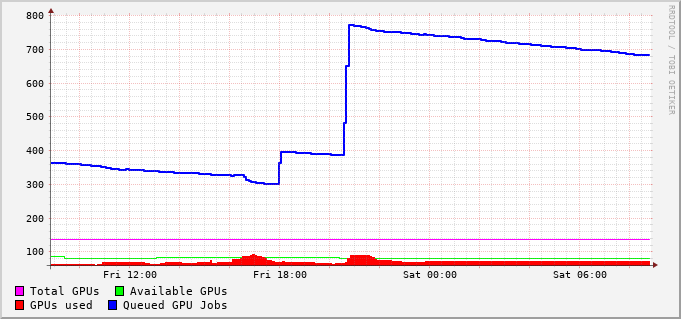 800
700
600
500
400
300
200
100
Fri 12:00 Fri 18:00 Sat 00:00 Sat 06:00
Total GPUs Available GPUs
GPUs used Queued GPU Jobs
RRDTOOL / TOBI OETIKER